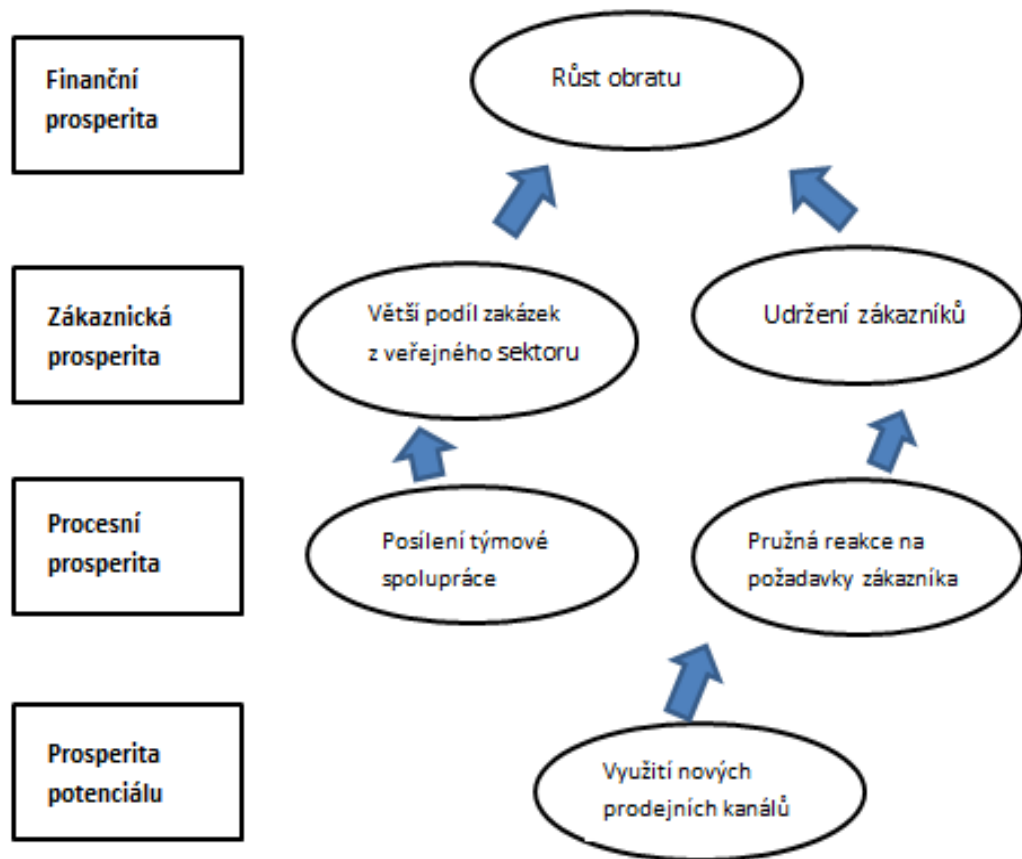 Finanční
prosperita
Růst obratu
Zákaznická
prosperita
Větší podíl zakázek
z veřejného sektoru
Udržení zákazníků
Procesní
prosperita
Posílení týmové
spolupráce
Pružná reakce na
požadavky zákazníka
Prosperita
potenciálu
Využití nových
prodejních kanálů